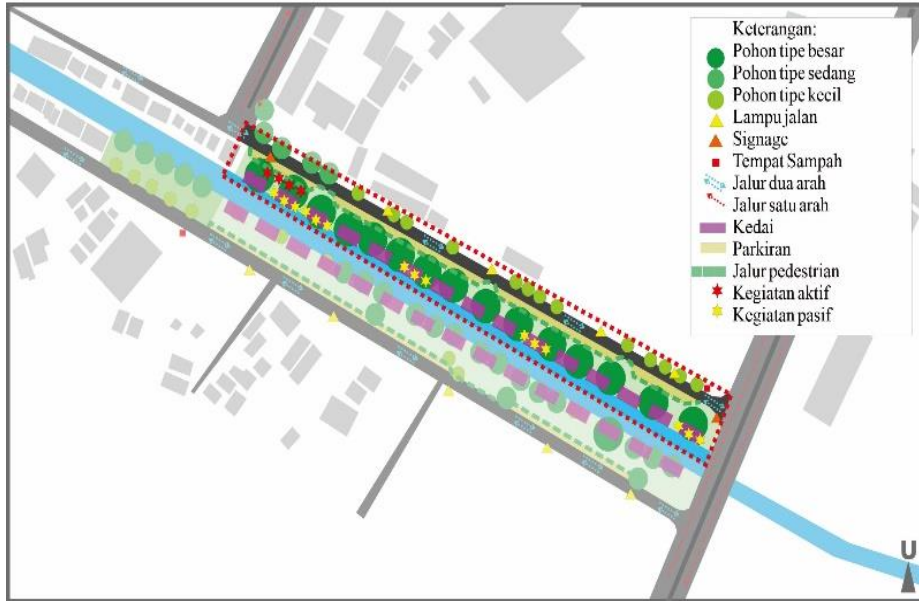 Keterangan:
Pohon tipe besar
Pohon tipe sedang
Pohon tipe kecil
Lampu jalan
Signage
Tempat Sampah
Jalur dua arah
Jalur satu arah
Kedai
Parkiran
Jalur pedestrian
Kegiatan aktif
Kegiatan pasif
U